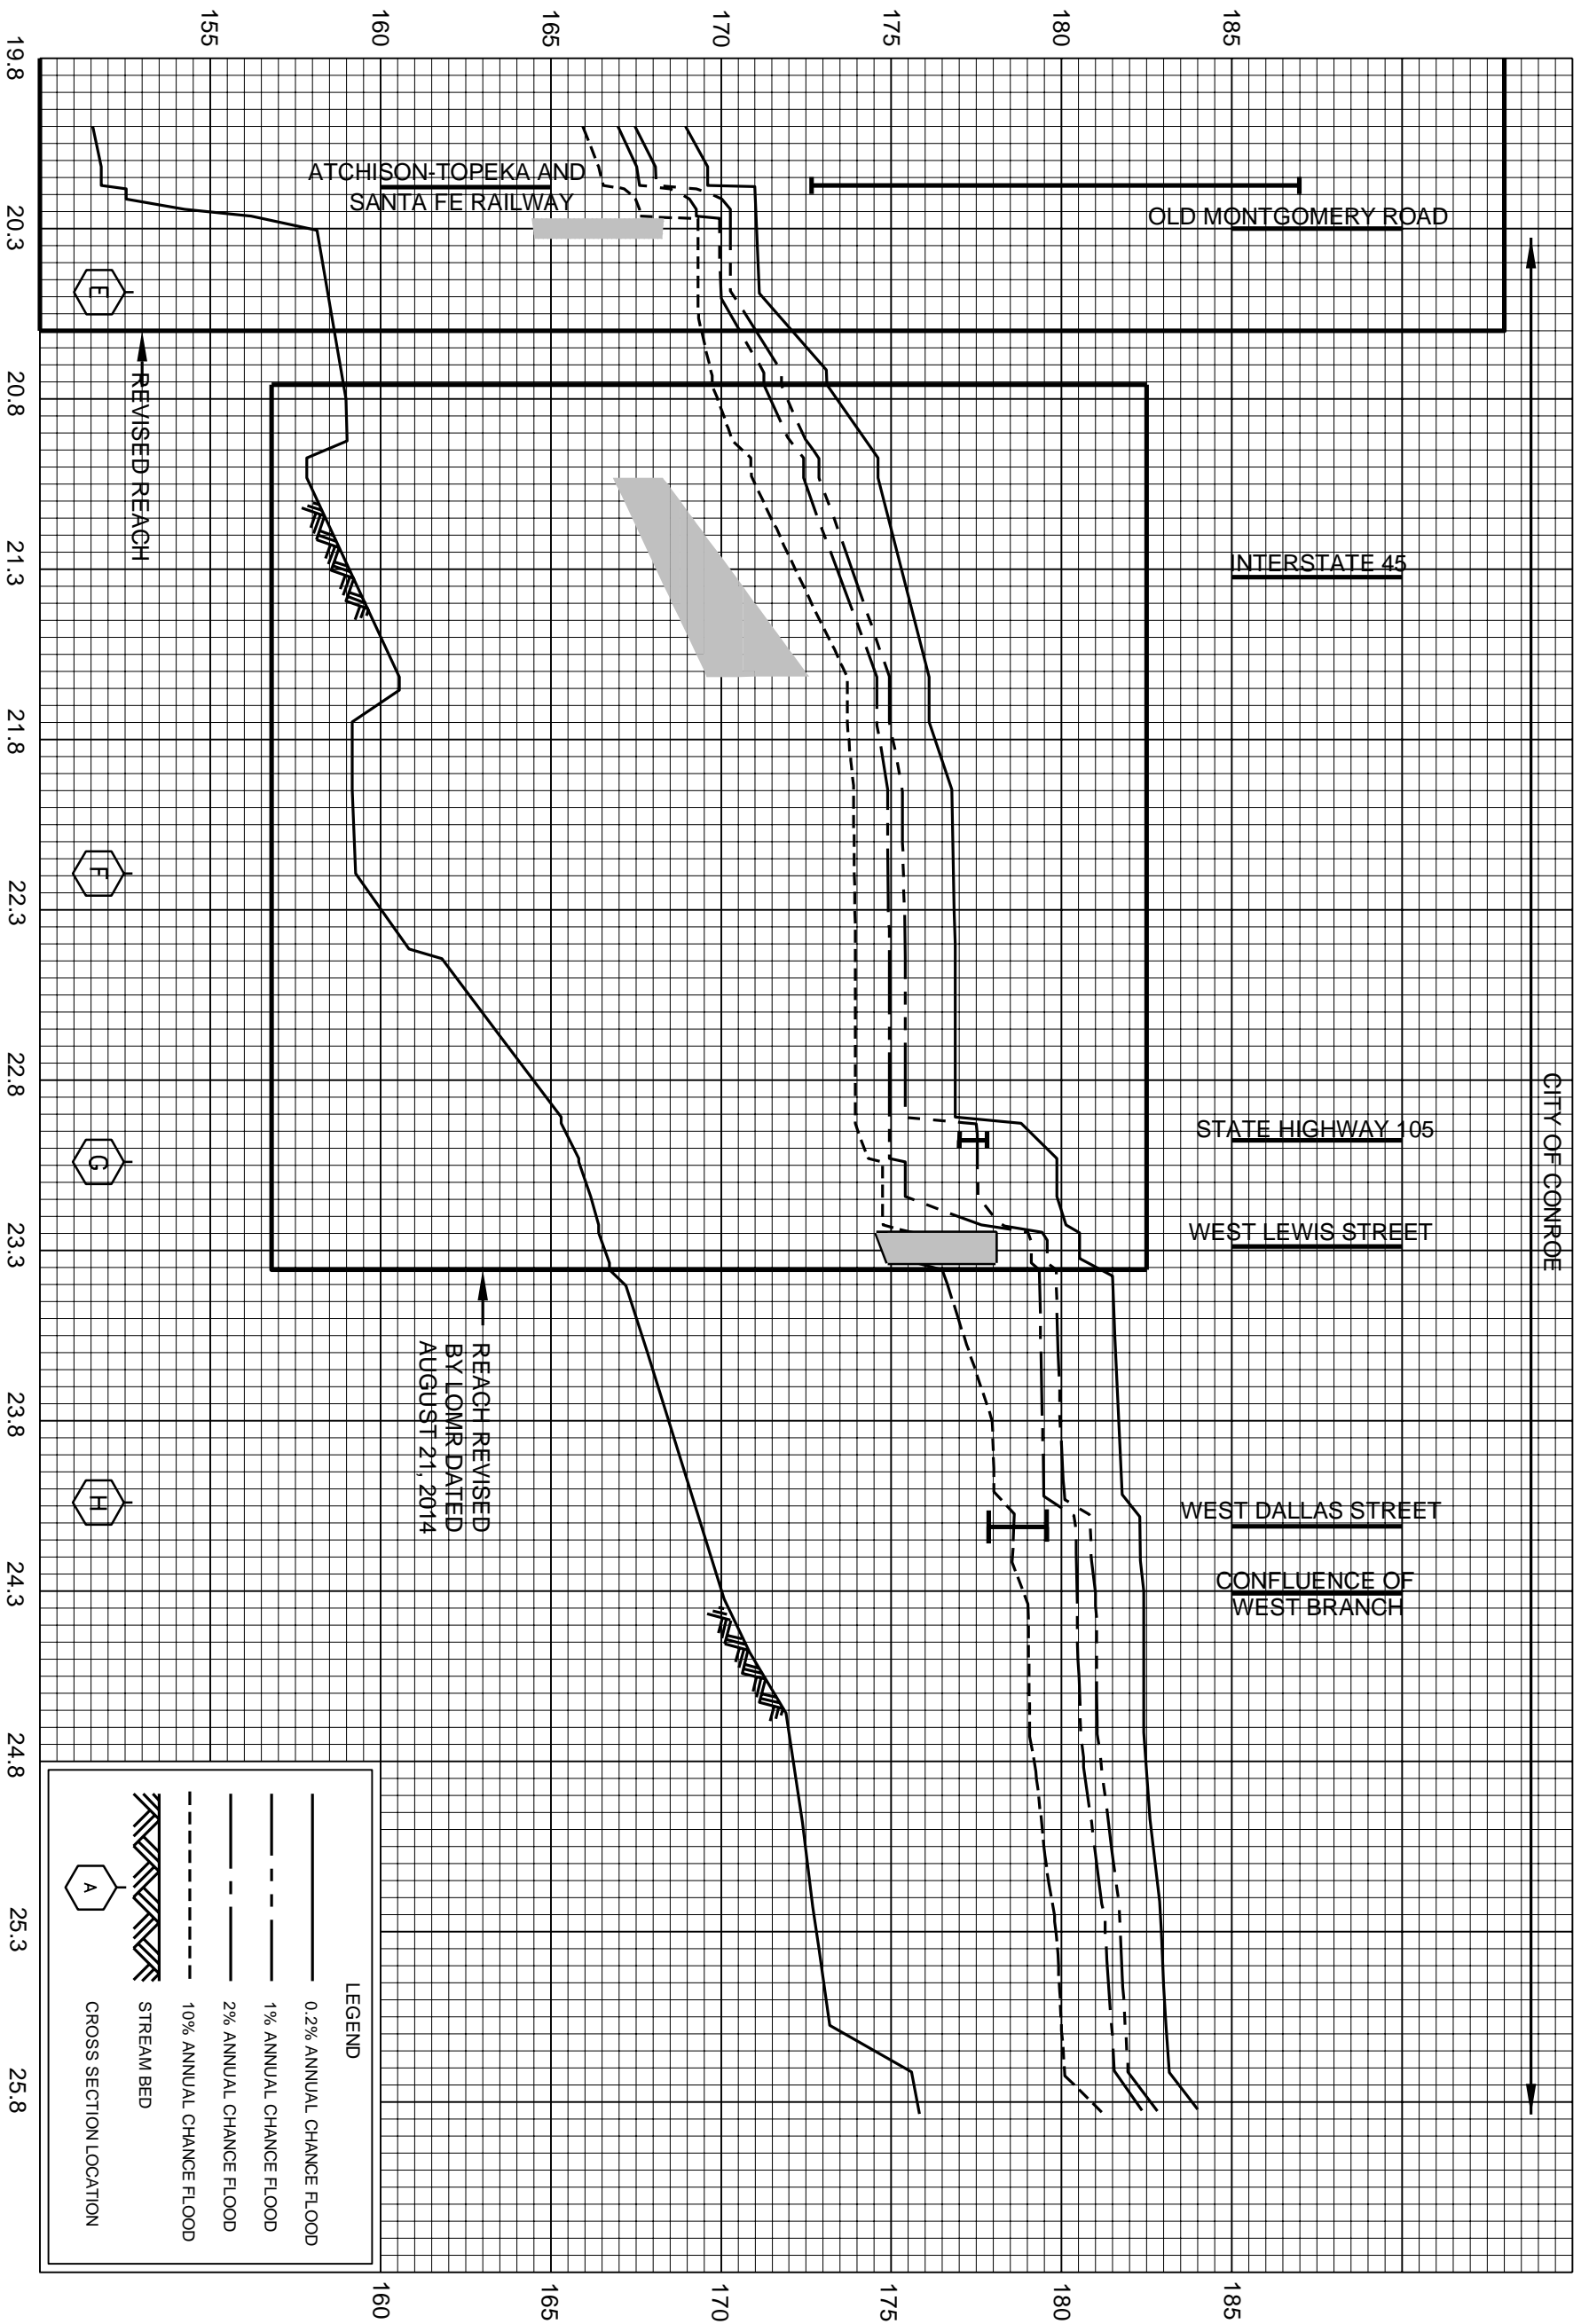 155
160
165
170
175
180
185
19.8
20.3
20.8
21.3
21.8
22.3
22.8
23.3
23.8
24.3
24.8
25.3
25.8
160
165
170
175
180
185
ATCHISON-TOPEKA AND
SANTA FE RAILWAY
OLD MONTGOMERY ROAD
INTERSTATE 45
STATE HIGHWAY 105
WEST LEWIS STREET
WEST DALLAS STREET
CONFLUENCE OF
WEST BRANCH
CITY OF CONROE
REVISED REACH
REACH REVISED
BY LOMR DATED
AUGUST 21, 2014
E
F
G
H
LEGEND
0.2% ANNUAL CHANCE FLOOD
1% ANNUAL CHANCE FLOOD
2% ANNUAL CHANCE FLOOD
10% ANNUAL CHANCE FLOOD
STREAM BED
A
CROSS SECTION LOCATION